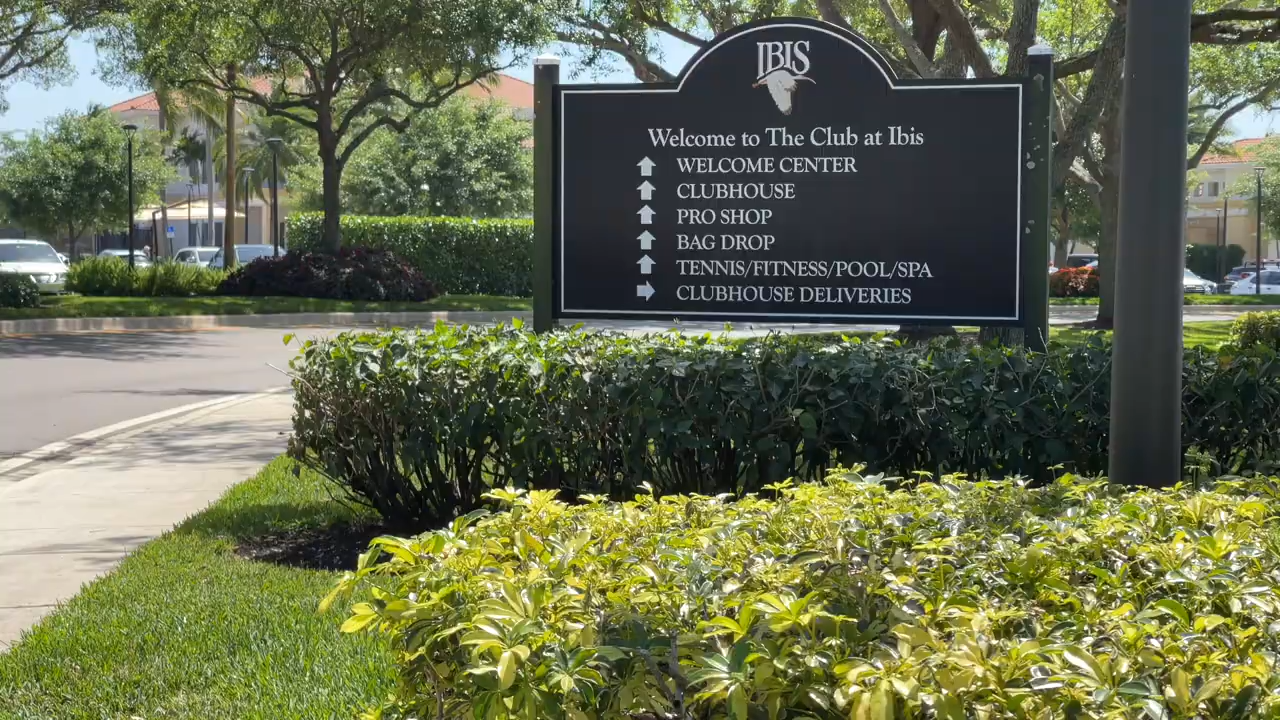 IBIS
Welcome to The Club at Ibis
WELCOME CENTER
CLUBHOUSE
PRO SHOP
BAG DROP
TENNIS/FITNESS/POOL/SPA
CLUBHOUSE DELIVERIES